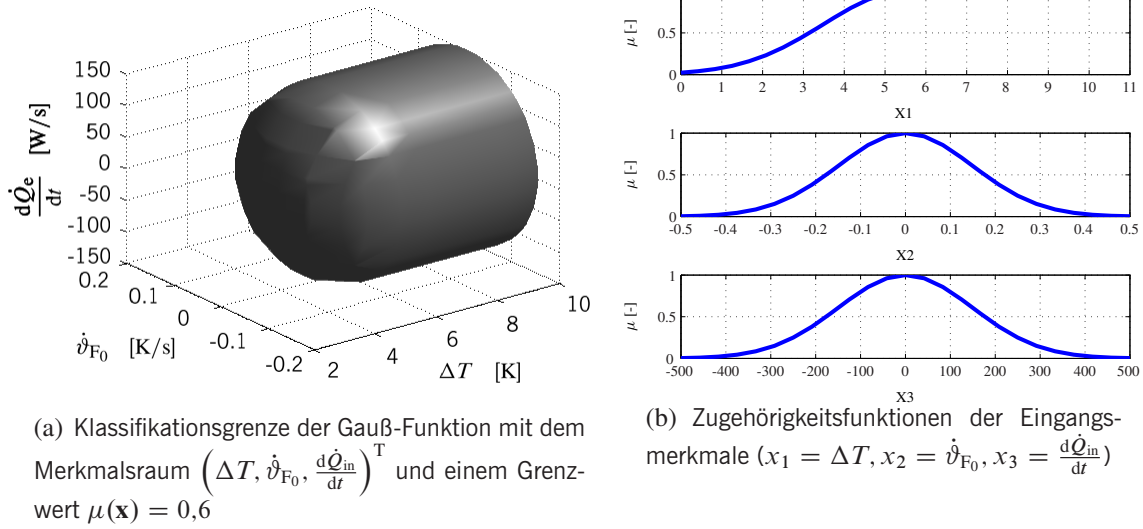 150
100
50
0
-50
-100
-150
dQ̇e/dt [W/s]
0.2
0.1
0
-0.1
-0.2
ϑ̇F0 [K/s]
2
4
6
8
10
ΔT [K]
(a) Klassifikationsgrenze der Gauß-Funktion mit dem
Merkmalsraum (ΔT, ϑ̇F0, dQ̇in/dt)^T und einem Grenz-
wert μ(x) = 0,6
μ [-]
0.5
0
0 1 2 3 4 5 6 7 8 9 10 11
X1
μ [-]
1
0.5
0
-0.5 -0.4 -0.3 -0.2 -0.1 0 0.1 0.2 0.3 0.4 0.5
X2
μ [-]
1
0.5
0
-500 -400 -300 -200 -100 0 100 200 300 400 500
X3
(b) Zugehörigkeitsfunktionen der Eingangs-
merkmale (x1 = ΔT, x2 = ϑ̇F0, x3 = dQ̇in/dt)